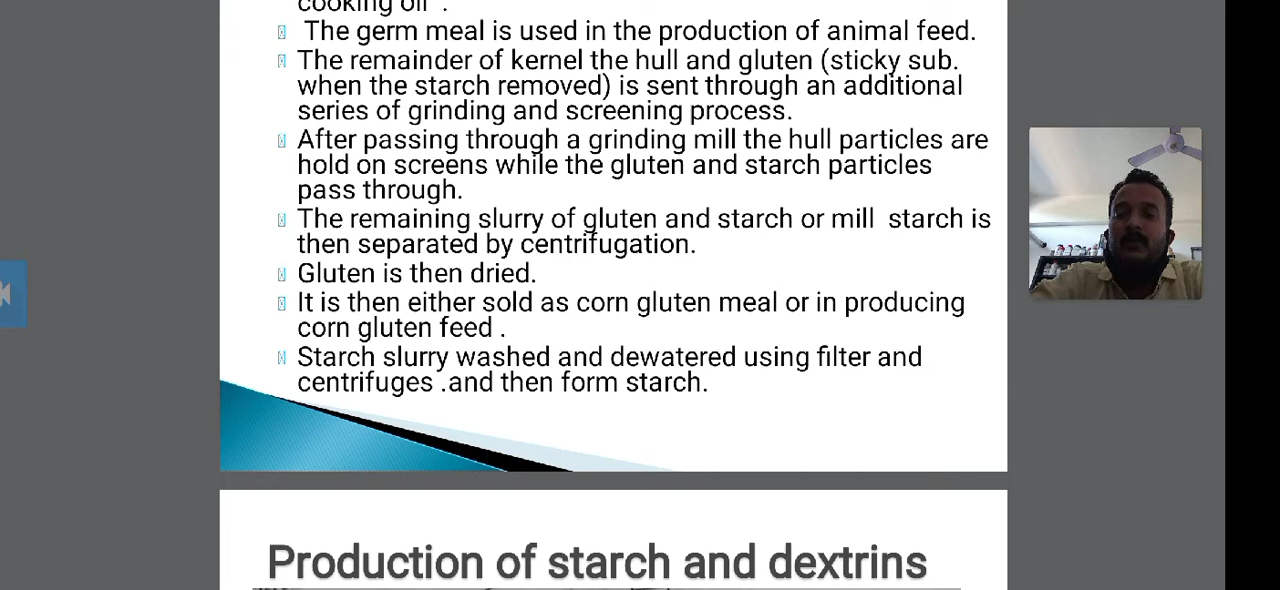 cooking oil .
The germ meal is used in the production of animal feed.
The remainder of kernel the hull and gluten (sticky sub.
when the starch removed) is sent through an additional
series of grinding and screening process.
After passing through a grinding mill the hull particles are
hold on screens while the gluten and starch particles
pass through.
The remaining slurry of gluten and starch or mill  starch is
then separated by centrifugation.
Gluten is then dried.
It is then either sold as corn gluten meal or in producing
corn gluten feed .
Starch slurry washed and dewatered using filter and
centrifuges .and then form starch.
Production of starch and dextrins